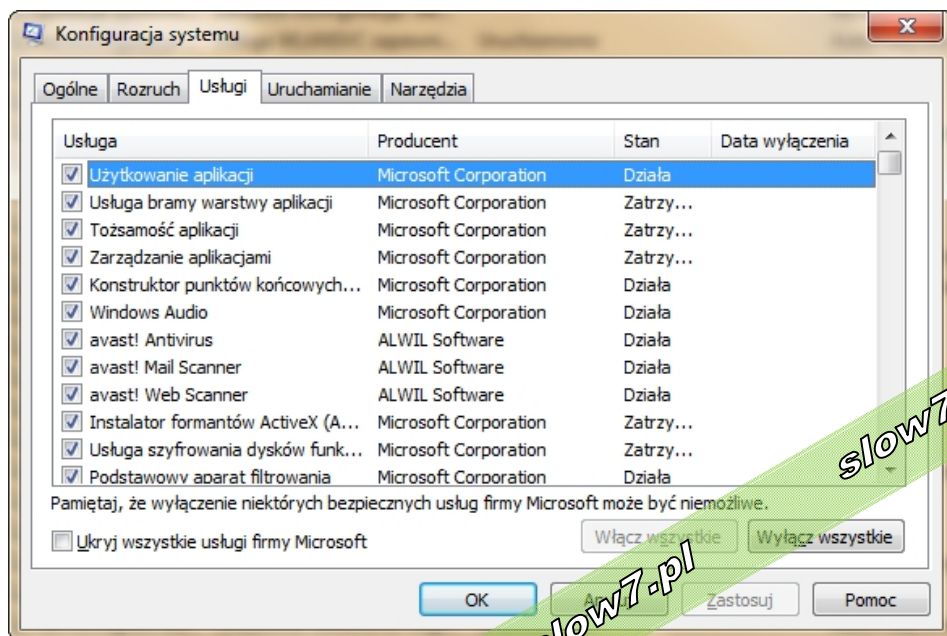 Konfiguracja systemu
Ogólne Rozruch Usługi Uruchamianie Narzędzia
Usługa Producent Stan Data wyłączenia
Użytkowanie aplikacji Microsoft Corporation Działa
Usługa bramy warstwy aplikacji Microsoft Corporation Zatrzy...
Tożsamość aplikacji Microsoft Corporation Zatrzy...
Zarządzanie aplikacjami Microsoft Corporation Zatrzy...
Konstruktor punktów końcowych... Microsoft Corporation Działa
Windows Audio Microsoft Corporation Działa
avast! Antivirus ALWIL Software Działa
avast! Mail Scanner ALWIL Software Działa
avast! Web Scanner ALWIL Software Działa
Instalator formantów ActiveX (A... Microsoft Corporation Zatrzy...
Usługa szyfrowania dysków funk... Microsoft Corporation Zatrzy...
Podstawowy aparat filtrowania Microsoft Corporation Działa
Pamiętaj, że wyłączenie niektórych bezpiecznych usług firmy Microsoft może być niemożliwe.
Ukryj wszystkie usługi firmy Microsoft
Włącz wszystkie Wyłącz wszystkie
OK Zastosuj Pomoc
slow7.pl
slow7